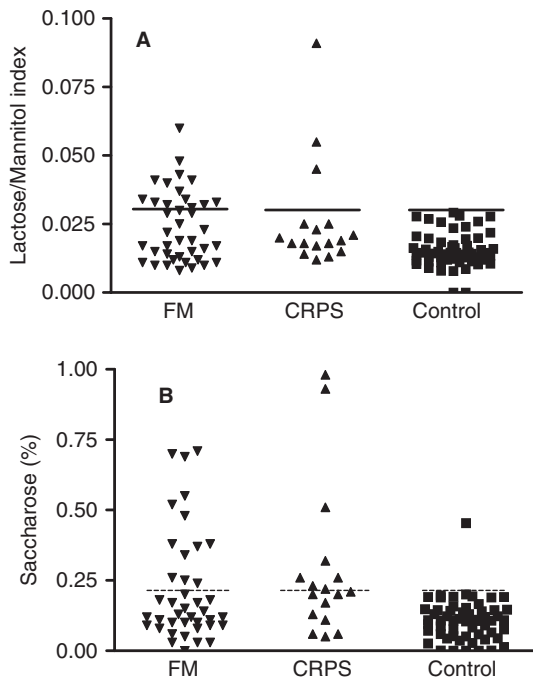 0.100
A
0.075
0.050
0.025
0.000
Lactose/Mannitol index
FM CRPS Control
1.00
B
0.75
0.50
0.25
0.00
Saccharose (%)
FM CRPS Control